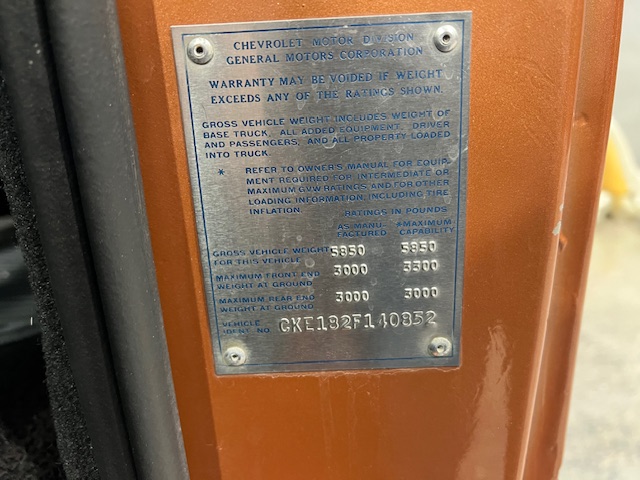 CHEVROLET MOTOR DIVISION
GENERAL MOTORS CORPORATION
WARRANTY MAY BE VOIDED IF WEIGHT
EXCEEDS ANY OF THE RATINGS SHOWN.
GROSS VEHICLE WEIGHT INCLUDES WEIGHT OF
BASE TRUCK, ALL ADDED EQUIPMENT, DRIVER
AND PASSENGERS, AND ALL PROPERTY LOADED
INTO TRUCK.
* REFER TO OWNER'S MANUAL FOR EQUIP-
MENT REQUIRED FOR INTERMEDIATE OR
MAXIMUM GVW RATINGS AND FOR OTHER
LOADING INFORMATION, INCLUDING TIRE
INFLATION.
RATINGS IN POUNDS
AS MANU- *MAXIMUM
FACTURED CAPABILITY
GROSS VEHICLE WEIGHT 5850 5850
FOR THIS VEHICLE
MAXIMUM FRONT END 3000 3500
WEIGHT AT GROUND
MAXIMUM REAR END 3000 3000
WEIGHT AT GROUND
VEHICLE
IDENT NO. CKE182F140852